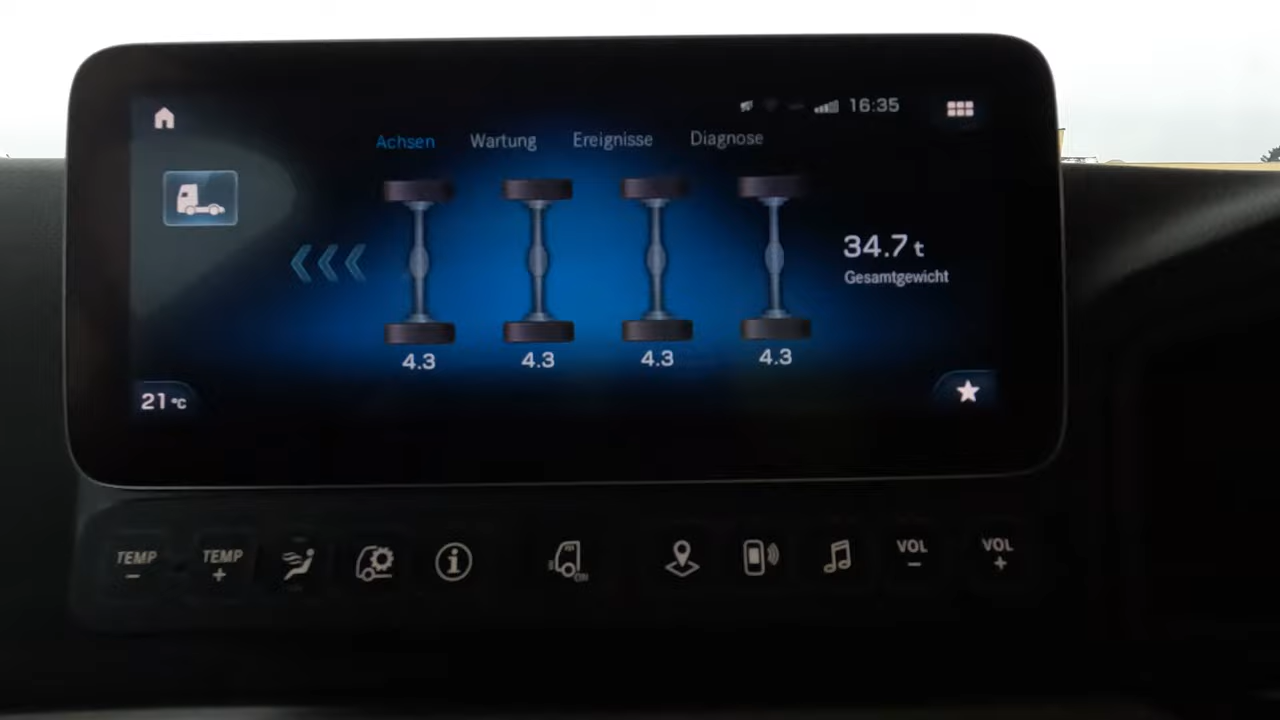 16:35
Achsen Wartung Ereignisse Diagnose
34.7 t
Gesamtgewicht
4.3 4.3 4.3 4.3
21 °C
TEMP – TEMP + VOL – VOL +